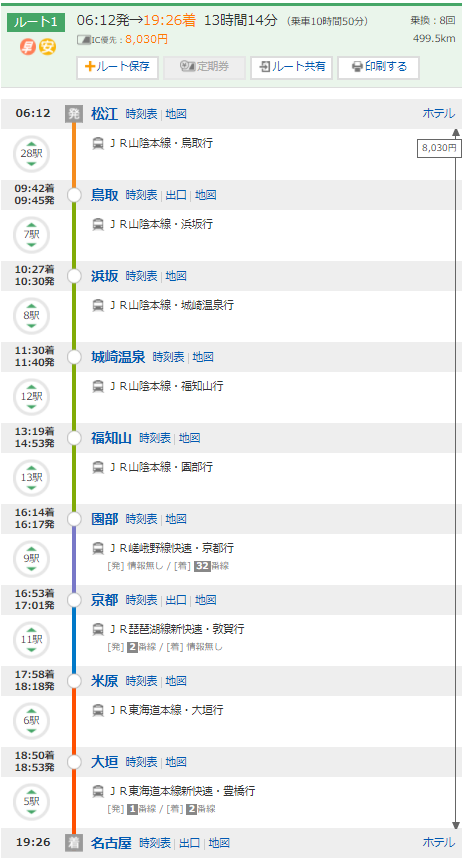 ルート1 06:12発→19:26着 13時間14分 (乗車10時間50分) 乗換:8回
早 安 IC優先:8,030円 499.5km
ルート保存 定期券 ルート共有 印刷する
06:12 発 松江 時刻表 | 地図 ホテル
28駅 ＪＲ山陰本線・鳥取行 8,030円
09:42着
09:45発 鳥取 時刻表 | 出口 | 地図
7駅 ＪＲ山陰本線・浜坂行
10:27着
10:30発 浜坂 時刻表 | 地図
8駅 ＪＲ山陰本線・城崎温泉行
11:30着
11:40発 城崎温泉 時刻表 | 地図
12駅 ＪＲ山陰本線・福知山行
13:19着
14:53発 福知山 時刻表 | 地図
13駅 ＪＲ山陰本線・園部行
16:14着
16:17発 園部 時刻表 | 地図
9駅 ＪＲ嵯峨野線快速・京都行
[発] 情報無し / [着] 32番線
16:53着
17:01発 京都 時刻表 | 出口 | 地図
11駅 ＪＲ琵琶湖線新快速・敦賀行
[発] 2番線 / [着] 情報無し
17:58着
18:18発 米原 時刻表 | 地図
6駅 ＪＲ東海道本線・大垣行
18:50着
18:53発 大垣 時刻表 | 地図
5駅 ＪＲ東海道本線新快速・豊橋行
[発] 1番線 / [着] 2番線
19:26 着 名古屋 時刻表 | 出口 | 地図 ホテル